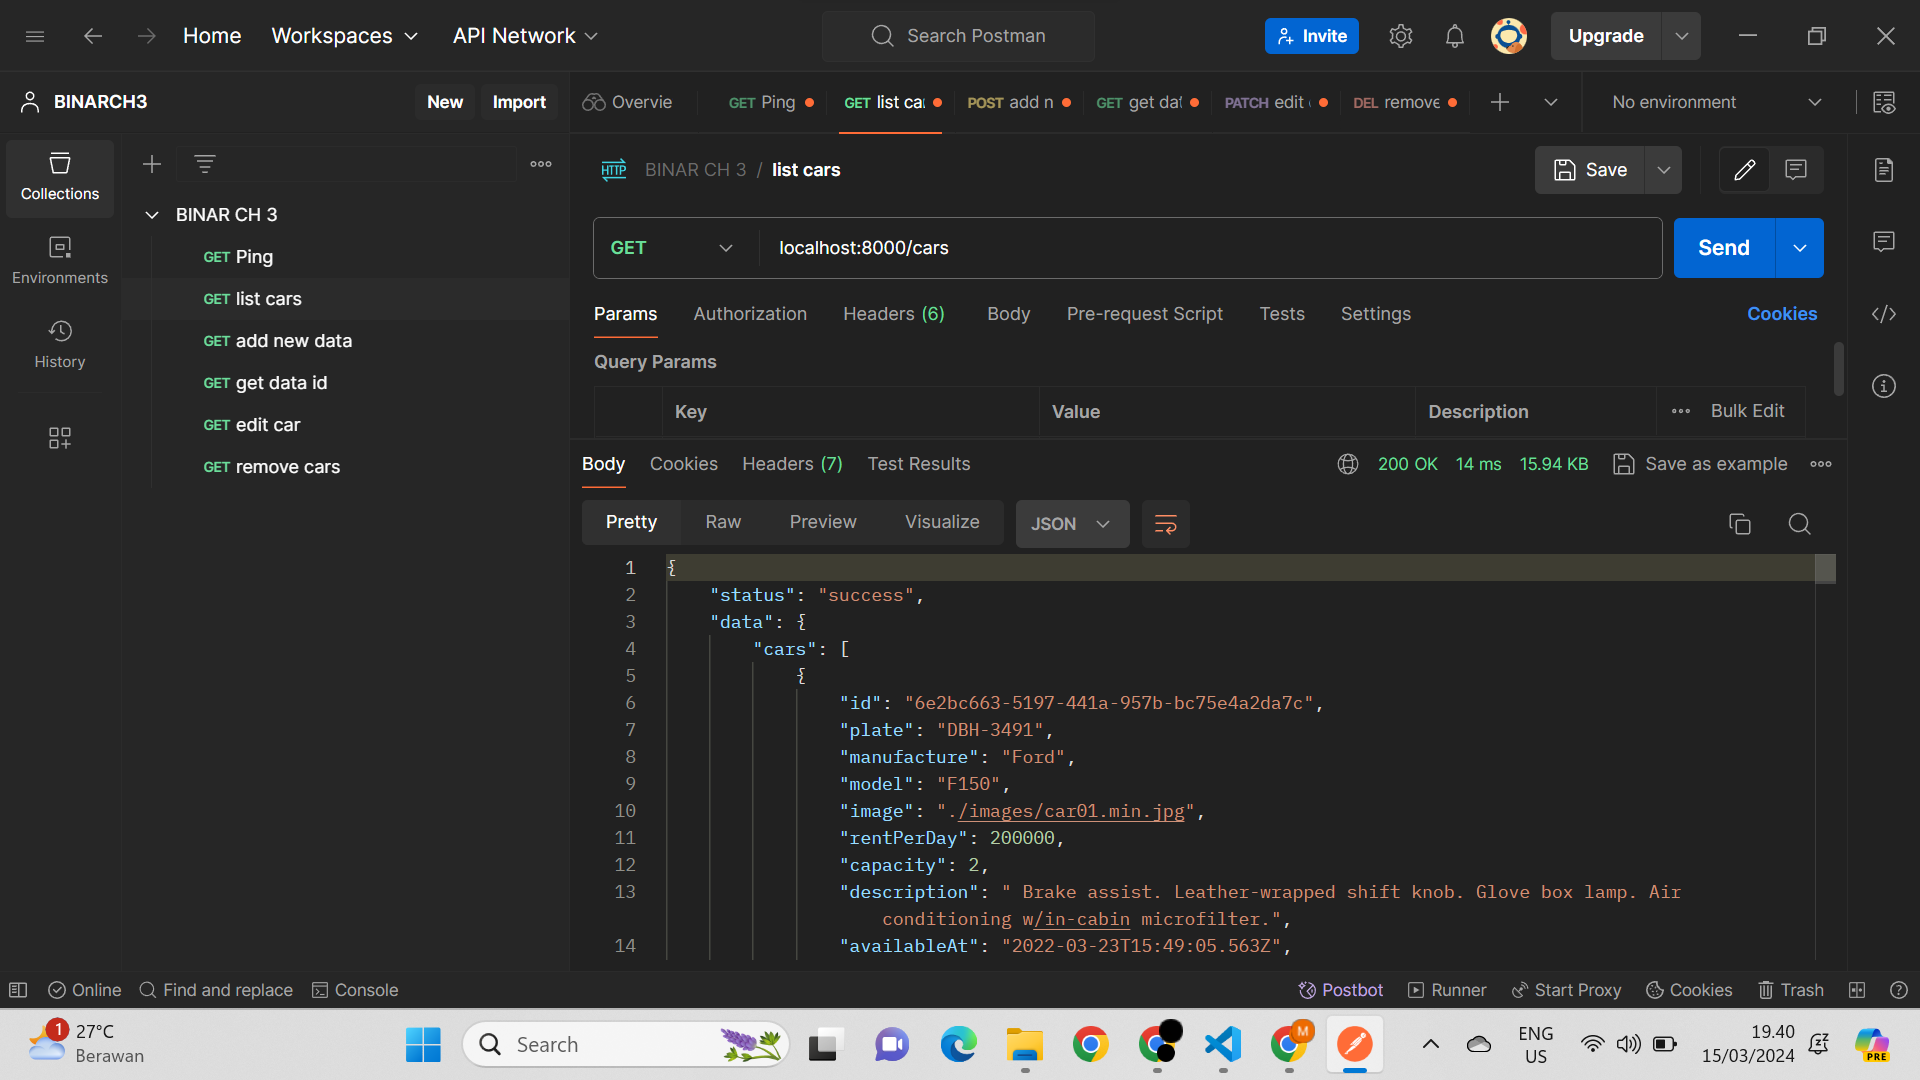 Home Workspaces API Network Search Postman Invite Upgrade
BINARCH3 New Import
Overvie GET Ping GET list ca POST add n GET get dat PATCH edit DEL remove No environment
Collections
Environments
History
BINAR CH 3
GET Ping
GET list cars
GET add new data
GET get data id
GET edit car
GET remove cars
HTTP BINAR CH 3 / list cars Save
GET localhost:8000/cars Send
Params Authorization Headers (6) Body Pre-request Script Tests Settings Cookies
Query Params
Key Value Description Bulk Edit
Body Cookies Headers (7) Test Results 200 OK 14 ms 15.94 KB Save as example
Pretty Raw Preview Visualize JSON
1 {
2 "status": "success",
3 "data": {
4 "cars": [
5 {
6 "id": "6e2bc663-5197-441a-957b-bc75e4a2da7c",
7 "plate": "DBH-3491",
8 "manufacture": "Ford",
9 "model": "F150",
10 "image": "./images/car01.min.jpg",
11 "rentPerDay": 200000,
12 "capacity": 2,
13 "description": " Brake assist. Leather-wrapped shift knob. Glove box lamp. Air
conditioning w/in-cabin microfilter.",
14 "availableAt": "2022-03-23T15:49:05.563Z",
Online Find and replace Console Postbot Runner Start Proxy Cookies Trash
1 27°C
Berawan
Search
M
ENG
US
19.40
15/03/2024
PRE